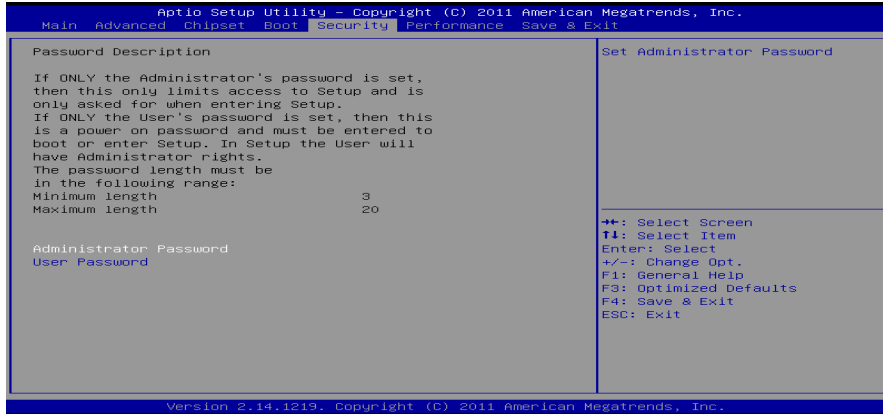 Aptio Setup Utility – Copyright (C) 2011 American Megatrends, Inc.
Main Advanced Chipset Boot Security Performance Save & Exit
Password Description
If ONLY the Administrator's password is set,
then this only limits access to Setup and is
only asked for when entering Setup.
If ONLY the User's password is set, then this
is a power on password and must be entered to
boot or enter Setup. In Setup the User will
have Administrator rights.
The password length must be
in the following range:
Minimum length 3
Maximum length 20
Administrator Password
User Password
Set Administrator Password
→←: Select Screen
↑↓: Select Item
Enter: Select
+/-: Change Opt.
F1: General Help
F3: Optimized Defaults
F4: Save & Exit
ESC: Exit
Version 2.14.1219. Copyright (C) 2011 American Megatrends, Inc.